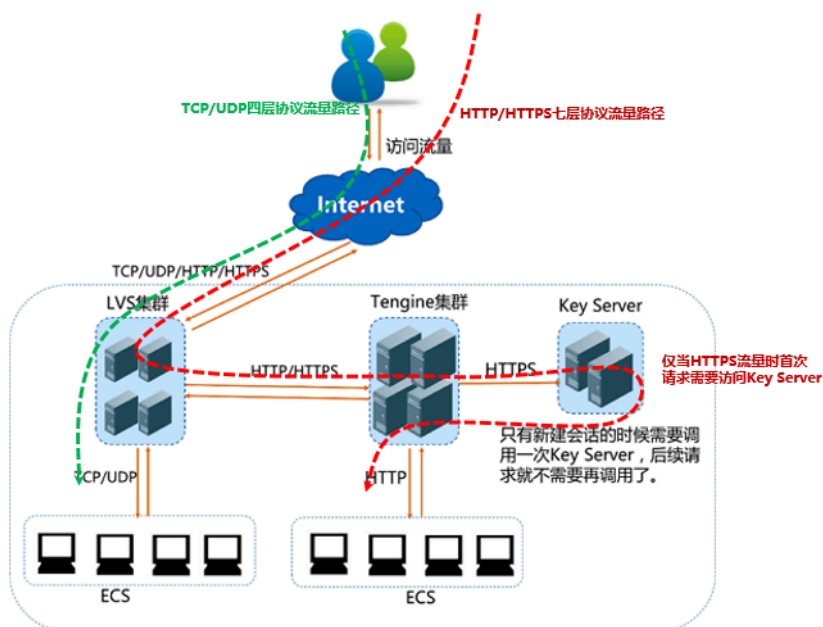 TCP/UDP四层协议流量路径
HTTP/HTTPS七层协议流量路径
访问流量
Internet
TCP/UDP/HTTP/HTTPS
LVS集群
Tengine集群
Key Server
HTTP/HTTPS
HTTPS
仅当HTTPS流量时首次
请求需要访问Key Server
只有新建会话的时候需要调
用一次Key Server，后续请
求就不需要再调用了。
TCP/UDP
HTTP
ECS
ECS